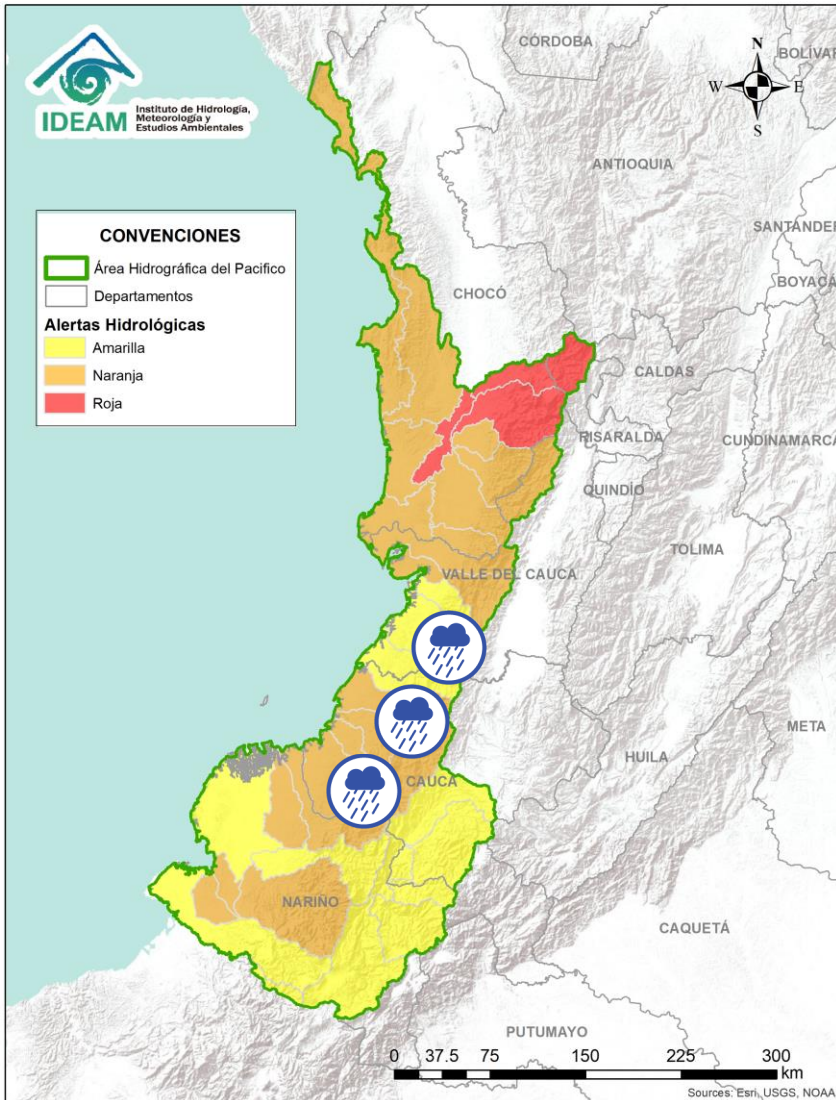 IDEAM
Instituto de Hidrología,
Meteorología y
Estudios Ambientales
N
W
E
S
CÓRDOBA
BOLÍVAR
ANTIOQUIA
SANTANDER
BOYACÁ
CHOCÓ
CALDAS
RISARALDA
CUNDINAMARCA
QUINDÍO
TOLIMA
VALLE DEL CAUCA
META
HUILA
CAUCA
NARIÑO
CAQUETÁ
PUTUMAYO
CONVENCIONES
Área Hidrográfica del Pacifico
Departamentos
Alertas Hidrológicas
Amarilla
Naranja
Roja
0 37.5 75 150 225 300
km
Sources: Esri, USGS, NOAA